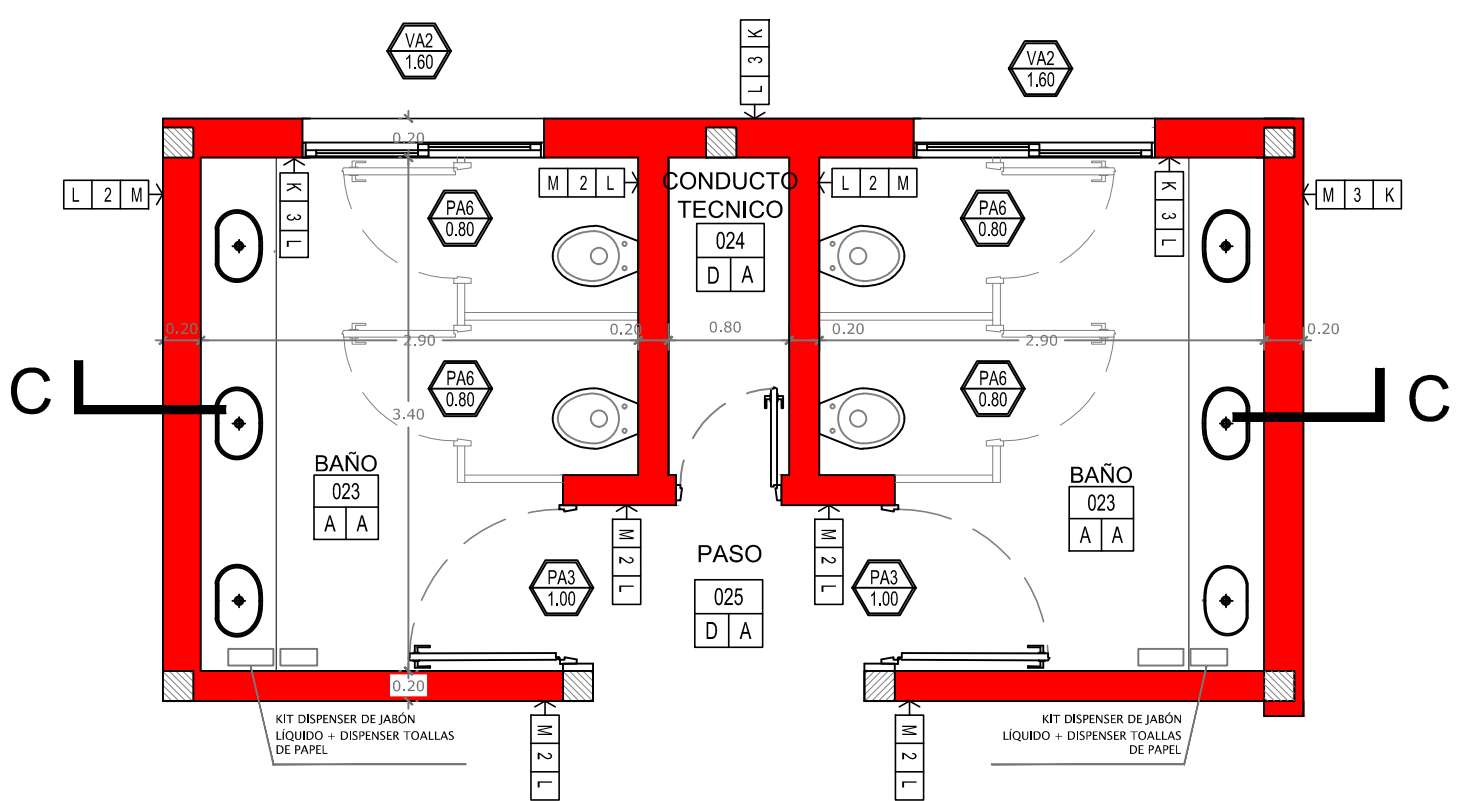 VA2
1.60
L 3 K
VA2
1.60
0.20
L 2 M
K 3 L
PA6
0.80
M 2 L
CONDUCTO
TECNICO
024
D A
L 2 M
PA6
0.80
K 3 L
M 3 K
0.20
2.90
0.20
0.80
0.20
2.90
0.20
C
3.40
PA6
0.80
PA6
0.80
C
BAÑO
023
A A
BAÑO
023
A A
M 2 L
M 2 L
PASO
025
D A
PA3
1.00
PA3
1.00
0.20
KIT DISPENSER DE JABÓN
LÍQUIDO + DISPENSER TOALLAS
DE PAPEL
M 2 L
M 2 L
KIT DISPENSER DE JABÓN
LÍQUIDO + DISPENSER TOALLAS
DE PAPEL